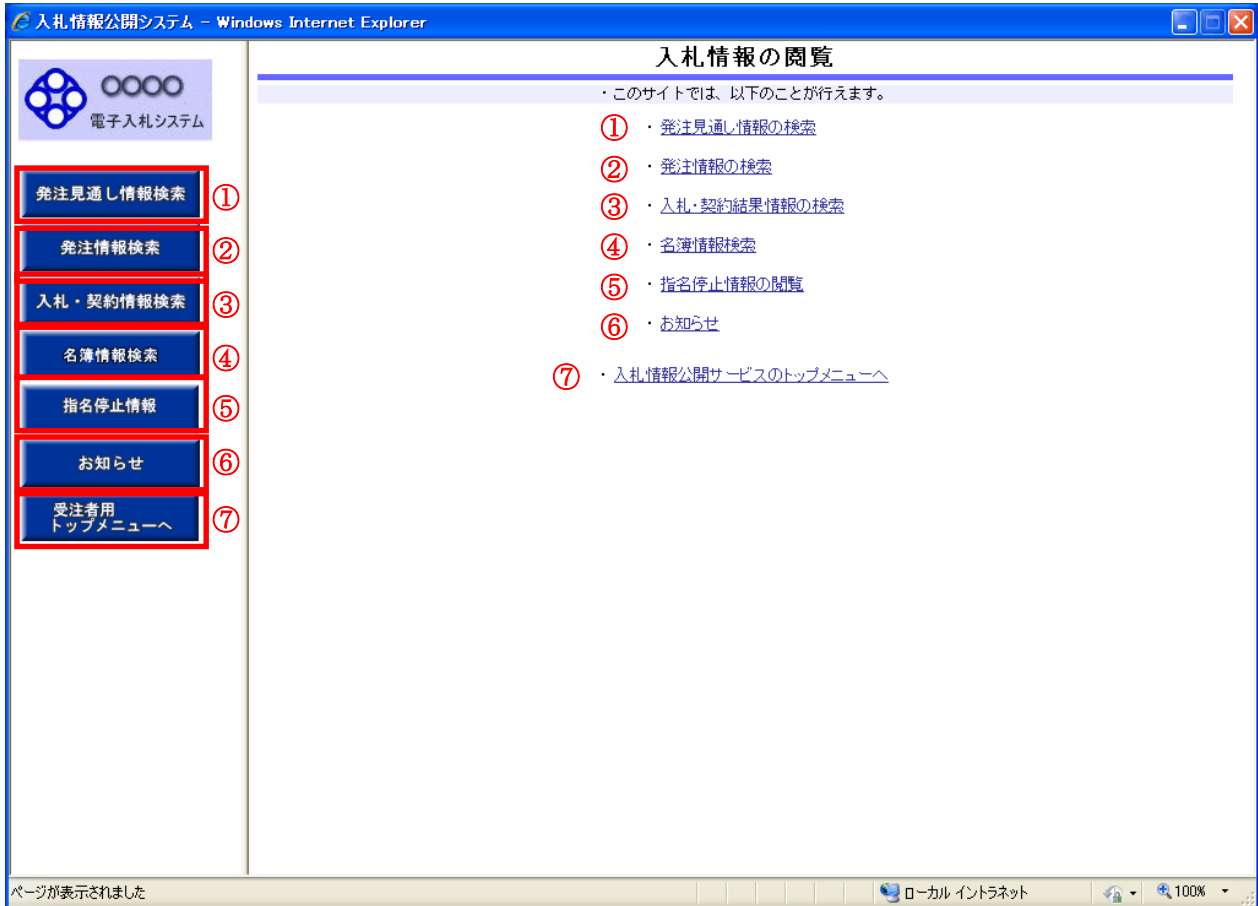 入札情報公開システム - Windows Internet Explorer
〇〇〇〇
電子入札システム
発注見通し情報検索 ①
発注情報検索 ②
入札・契約情報検索 ③
名簿情報検索 ④
指名停止情報 ⑤
お知らせ ⑥
受注者用
トップメニューへ ⑦
入札情報の閲覧
・このサイトでは、以下のことが行えます。
① ・発注見通し情報の検索
② ・発注情報の検索
③ ・入札・契約結果情報の検索
④ ・名簿情報検索
⑤ ・指名停止情報の閲覧
⑥ ・お知らせ
⑦ ・入札情報公開サービスのトップメニューへ
ページが表示されました
ローカル イントラネット
100%